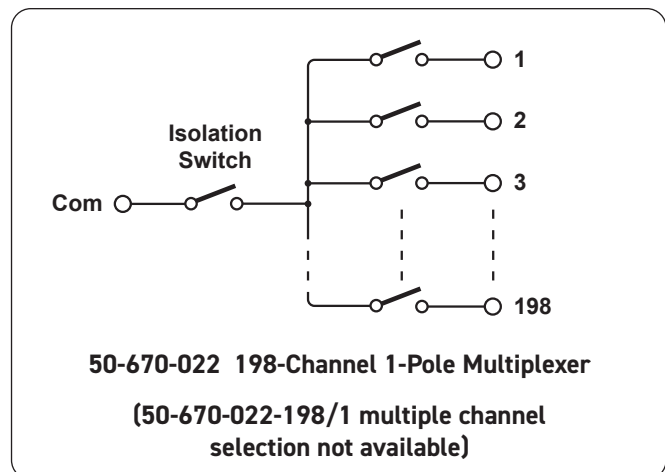 1
2
Isolation
Switch
3
Com
198
50-670-022 198-Channel 1-Pole Multiplexer
(50-670-022-198/1 multiple channel
selection not available)